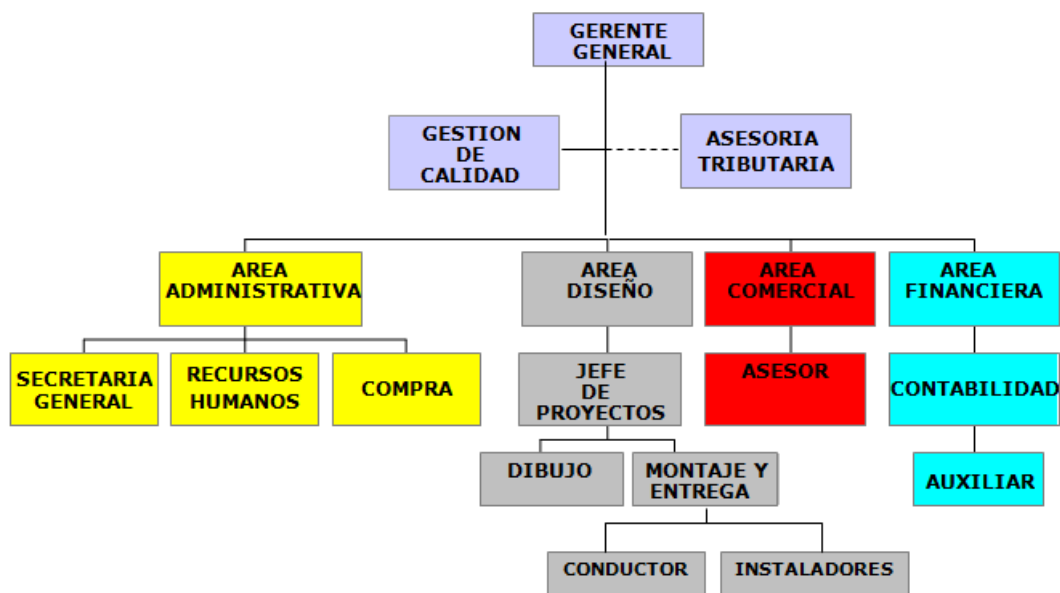 GERENTE
GENERAL
GESTION
DE
CALIDAD
ASESORIA
TRIBUTARIA
AREA
ADMINISTRATIVA
AREA
DISEÑO
AREA
COMERCIAL
AREA
FINANCIERA
SECRETARIA
GENERAL
RECURSOS
HUMANOS
COMPRA
JEFE
DE
PROYECTOS
ASESOR
CONTABILIDAD
DIBUJO
MONTAJE Y
ENTREGA
AUXILIAR
CONDUCTOR
INSTALADORES